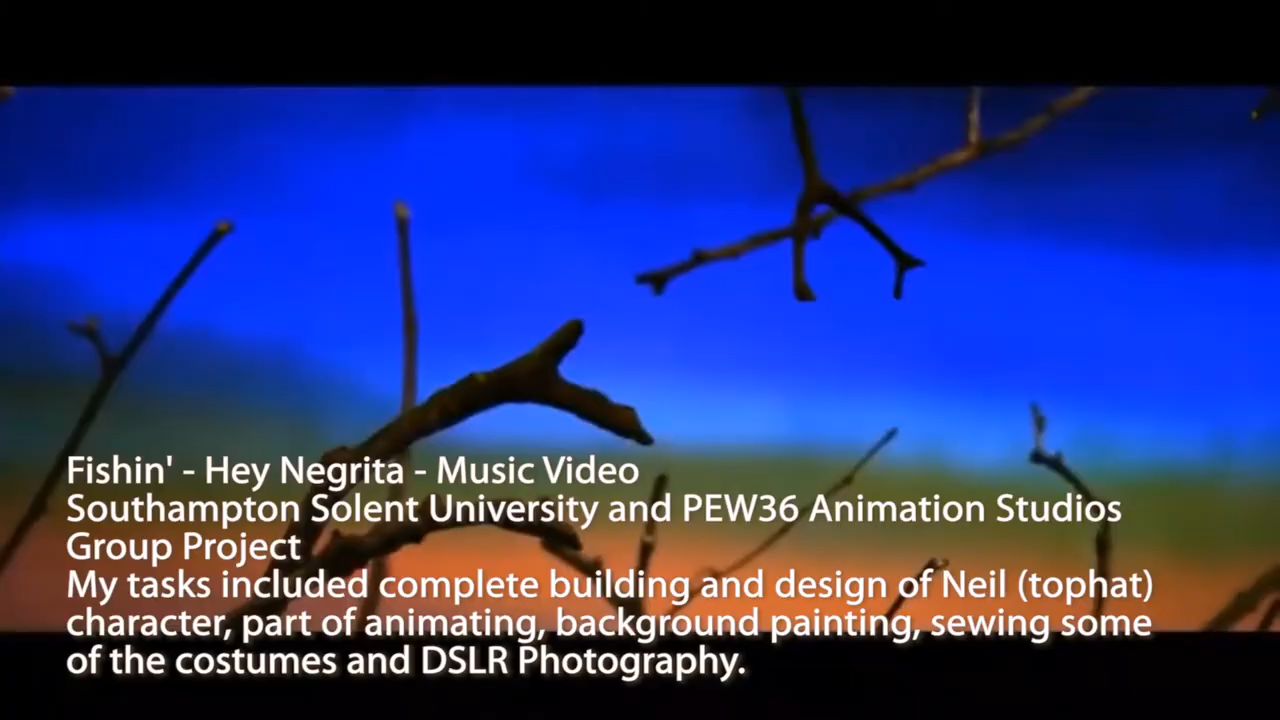 Fishin' - Hey Negrita - Music Video
Southampton Solent University and PEW36 Animation Studios
Group Project
My tasks included complete building and design of Neil (tophat)
character, part of animating, background painting, sewing some
of the costumes and DSLR Photography.